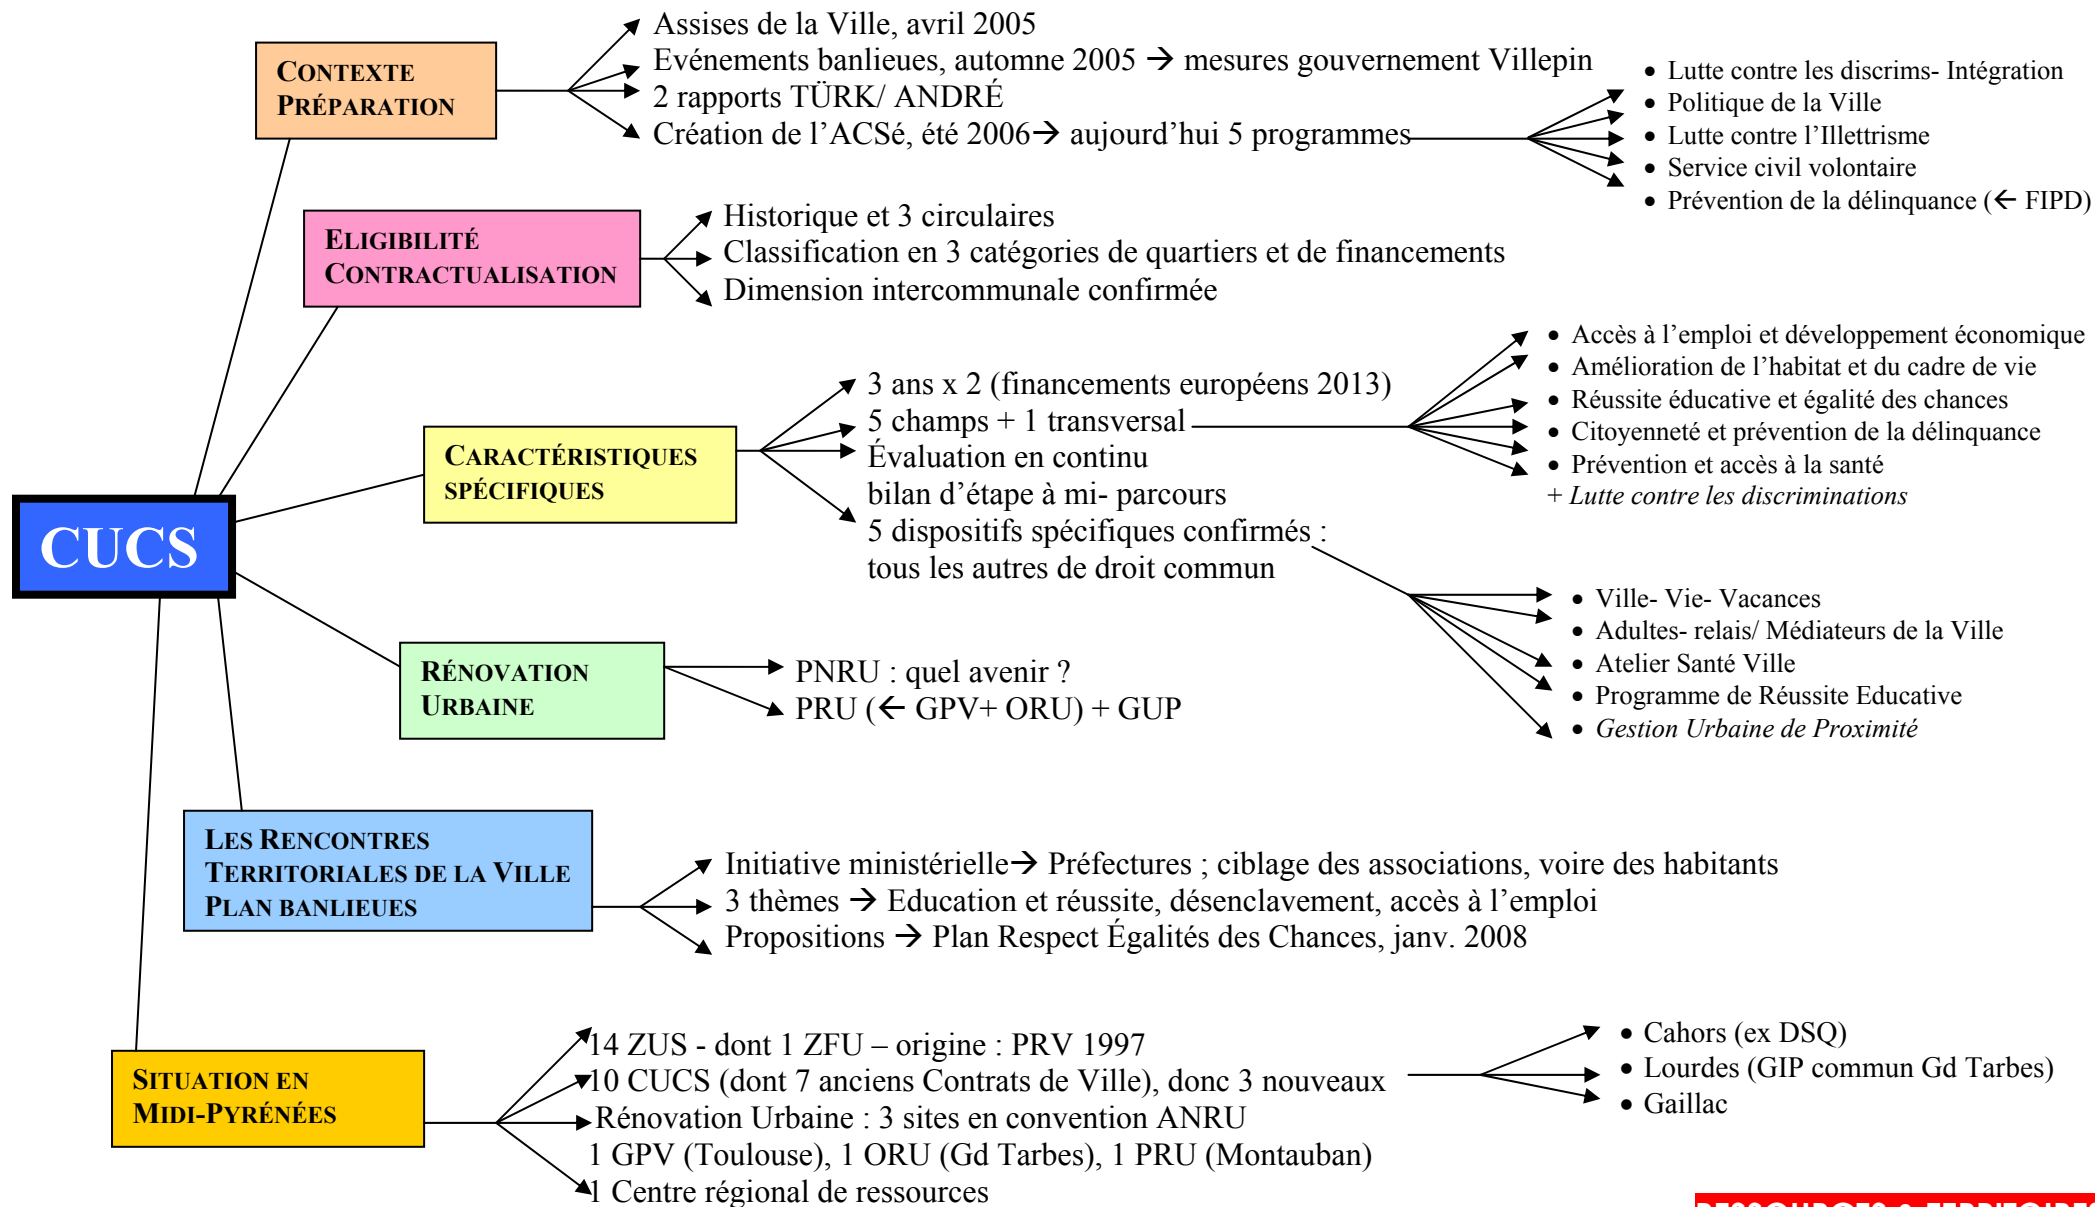 CONTEXTE
PRÉPARATION
Assises de la Ville, avril 2005
Evénements banlieues, automne 2005 → mesures gouvernement Villepin
2 rapports TÜRK/ ANDRÉ
Création de l’ACSé, été 2006→ aujourd’hui 5 programmes
• Lutte contre les discrims- Intégration
• Politique de la Ville
• Lutte contre l’Illettrisme
• Service civil volontaire
• Prévention de la délinquance (← FIPD)
ELIGIBILITÉ
CONTRACTUALISATION
Historique et 3 circulaires
Classification en 3 catégories de quartiers et de financements
Dimension intercommunale confirmée
CARACTÉRISTIQUES
SPÉCIFIQUES
3 ans x 2 (financements européens 2013)
5 champs + 1 transversal
Évaluation en continu
bilan d’étape à mi- parcours
5 dispositifs spécifiques confirmés :
tous les autres de droit commun
• Accès à l’emploi et développement économique
• Amélioration de l’habitat et du cadre de vie
• Réussite éducative et égalité des chances
• Citoyenneté et prévention de la délinquance
• Prévention et accès à la santé
+ Lutte contre les discriminations
• Ville- Vie- Vacances
• Adultes- relais/ Médiateurs de la Ville
• Atelier Santé Ville
• Programme de Réussite Educative
• Gestion Urbaine de Proximité
CUCS
RÉNOVATION
URBAINE
PNRU : quel avenir ?
PRU (← GPV+ ORU) + GUP
LES RENCONTRES
TERRITORIALES DE LA VILLE
PLAN BANLIEUES
Initiative ministérielle→ Préfectures ; ciblage des associations, voire des habitants
3 thèmes → Education et réussite, désenclavement, accès à l’emploi
Propositions → Plan Respect Égalités des Chances, janv. 2008
SITUATION EN
MIDI-PYRÉNÉES
14 ZUS - dont 1 ZFU – origine : PRV 1997
10 CUCS (dont 7 anciens Contrats de Ville), donc 3 nouveaux
Rénovation Urbaine : 3 sites en convention ANRU
1 GPV (Toulouse), 1 ORU (Gd Tarbes), 1 PRU (Montauban)
1 Centre régional de ressources
• Cahors (ex DSQ)
• Lourdes (GIP commun Gd Tarbes)
• Gaillac
RESSOURCES & TERRITOIRES